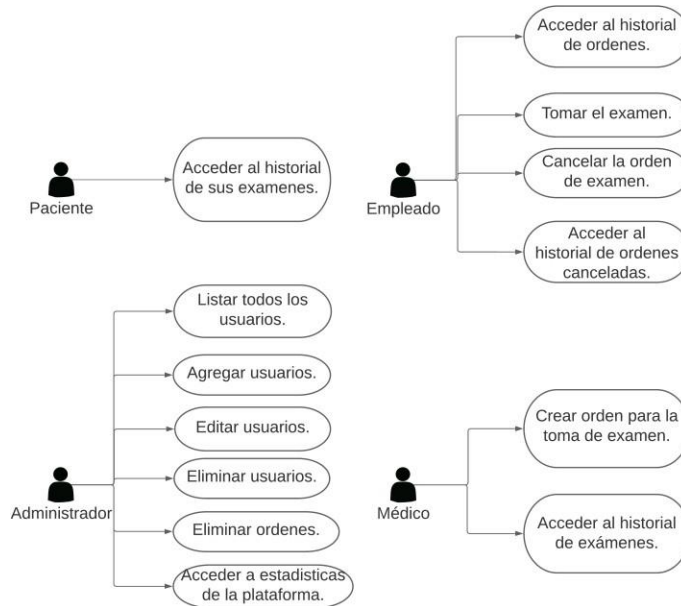 Paciente
Acceder al historial
de sus examenes.
Empleado
Acceder al historial
de ordenes.
Tomar el examen.
Cancelar la orden
de examen.
Acceder al
historial de ordenes
canceladas.
Administrador
Listar todos los
usuarios.
Agregar usuarios.
Editar usuarios.
Eliminar usuarios.
Eliminar ordenes.
Acceder a estadisticas
de la plataforma.
Médico
Crear orden para la
toma de examen.
Acceder al historial
de exámenes.